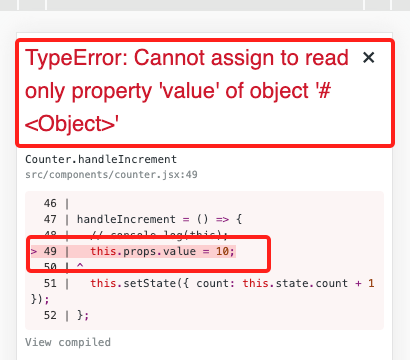 TypeError: Cannot assign to read
only property 'value' of object '#
<Object>'
×
Counter.handleIncrement
src/components/counter.jsx:49
46 |
47 | handleIncrement = () => {
48 |   // console.log(this);
> 49 |   this.props.value = 10;
50 | ^
51 |   this.setState({ count: this.state.count + 1
});
52 | };
View compiled